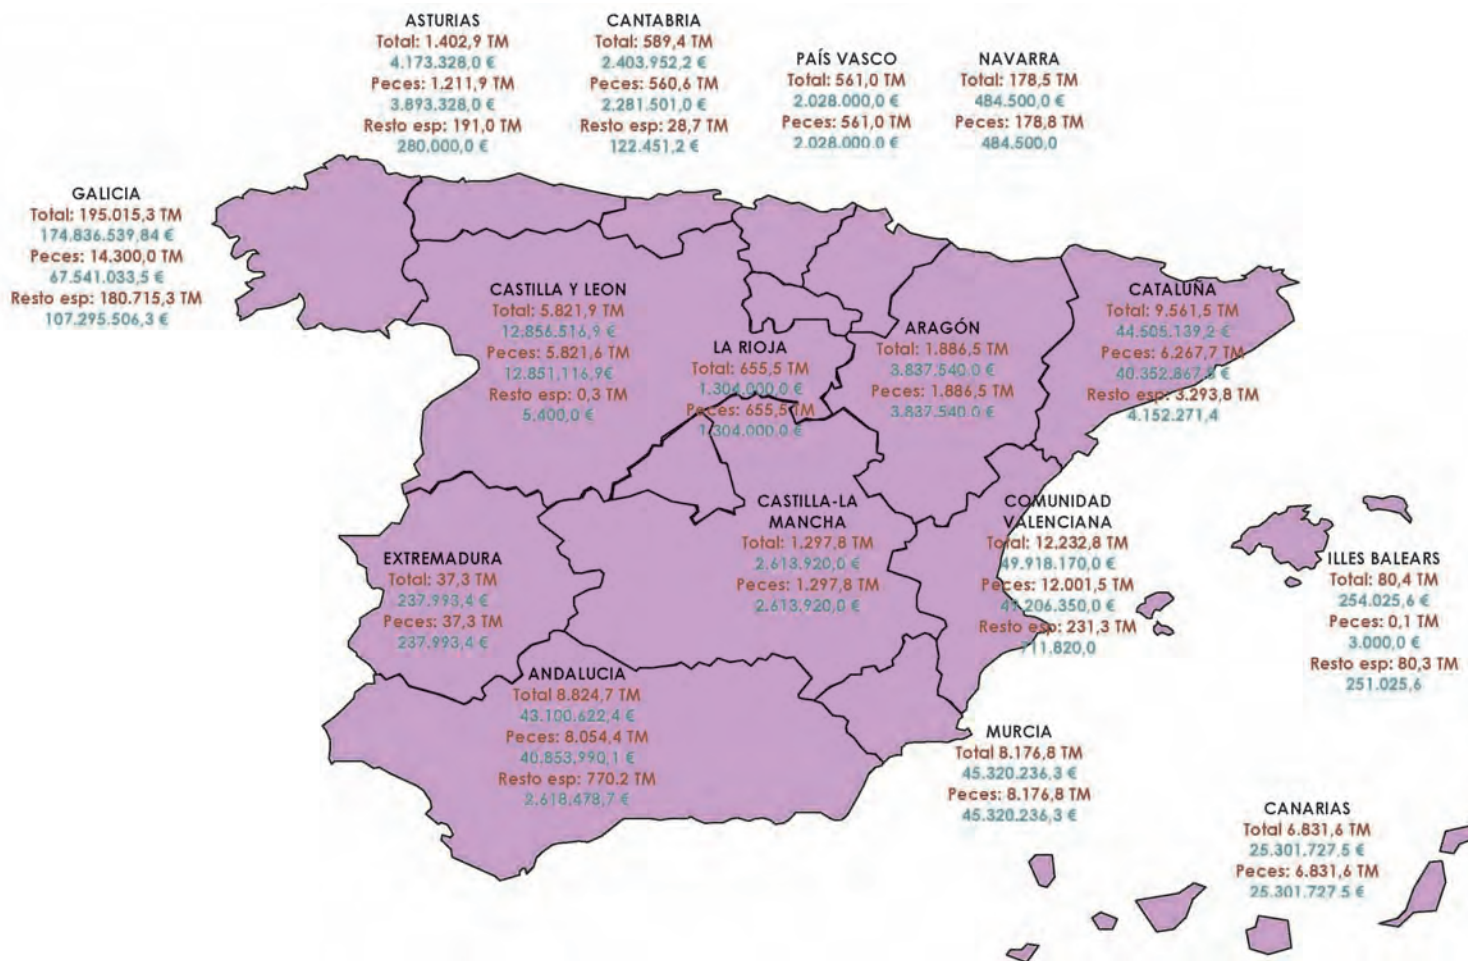 ASTURIAS
Total: 1.402,9 TM
4.173.328,0 €
Peces: 1.211,9 TM
3.893.328,0 €
Resto esp: 191,0 TM
280.000,0 €
CANTABRIA
Total: 589,4 TM
2.403.952,2 €
Peces: 560,6 TM
2.281.501,0 €
Resto esp: 28,7 TM
122.451,2 €
PAÍS VASCO
Total: 561,0 TM
2.028.000,0 €
Peces: 561,0 TM
2.028.000,0 €
NAVARRA
Total: 178,5 TM
484.500,0 €
Peces: 178,8 TM
484.500,0
GALICIA
Total: 195.015,3 TM
174.836.539,84 €
Peces: 14.300,0 TM
67.541.033,5 €
Resto esp: 180.715,3 TM
107.295.506,3 €
CASTILLA Y LEON
Total: 5.821,9 TM
12.856.516,9 €
Peces: 5.821,6 TM
12.851.116,9€
Resto esp: 0,3 TM
5.400,0 €
LA RIOJA
Total: 655,5 TM
1.304.000,0 €
Peces: 655,5 TM
1.304.000,0 €
ARAGÓN
Total: 1.886,5 TM
3.837.540,0 €
Peces: 1.886,5 TM
3.837.540,0 €
CATALUÑA
Total: 9.561,5 TM
44.505.139,2 €
Peces: 6.267,7 TM
40.352.867,8 €
Resto esp: 3.293,8 TM
4.152.271,4
CASTILLA-LA
MANCHA
Total: 1.297,8 TM
2.613.920,0 €
Peces: 1.297,8 TM
2.613.920,0 €
COMUNIDAD
VALENCIANA
Total: 12.232,8 TM
49.918.170,0 €
Peces: 12.001,5 TM
206.350,0 €
Resto esp: 231,3 TM
711.820,0
ILLES BALEARS
Total: 80,4 TM
254.025,6 €
Peces: 0,1 TM
3.000,0 €
Resto esp: 80,3 TM
251.025,6
EXTREMADURA
Total: 37,3 TM
237.993,4 €
Peces: 37,3 TM
237.993,4 €
ANDALUCIA
Total 8.824,7 TM
43.100.622,4 €
Peces: 8.054,4 TM
40.853.990,1 €
Resto esp: 770.2 TM
2.618.478,7 €
MURCIA
Total 8.176,8 TM
45.320.236,3 €
Peces: 8.176,8 TM
45.320.236,3 €
CANARIAS
Total 6.831,6 TM
25.301.727,5 €
Peces: 6.831,6 TM
25.301.727,5 €